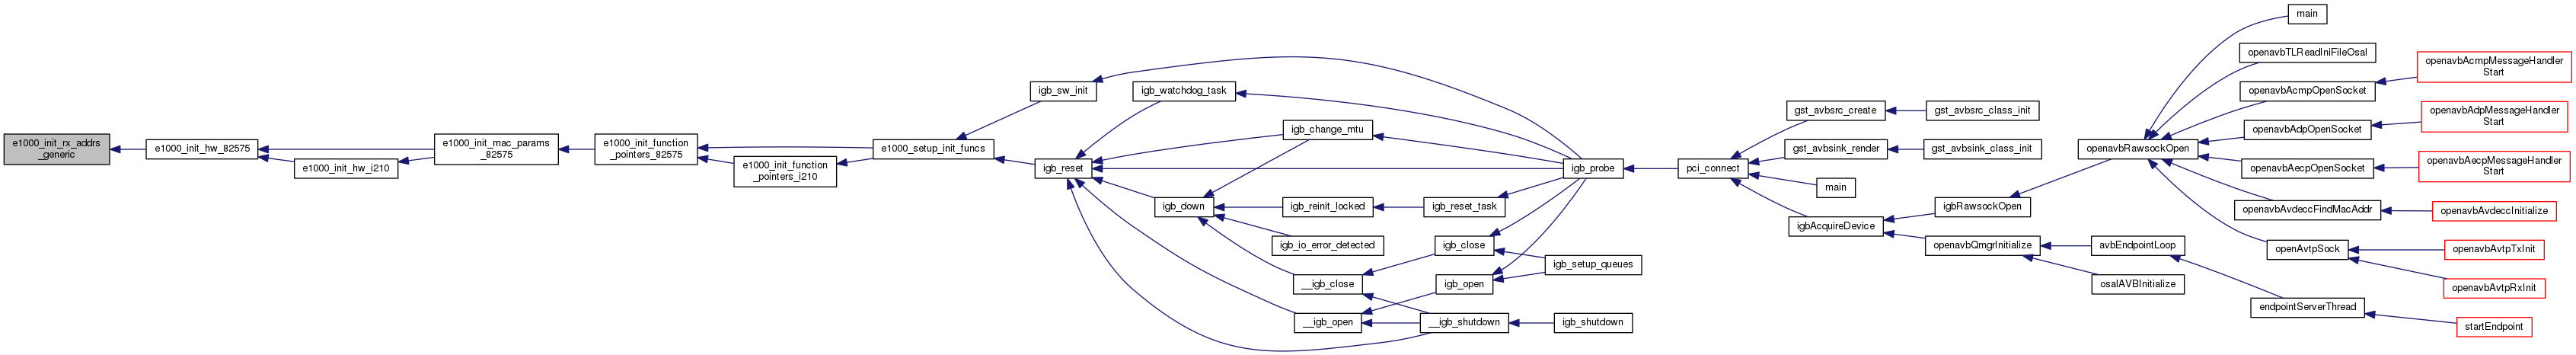 e1000_init_rx_addrs
_generic
e1000_init_hw_82575
e1000_init_hw_i210
e1000_init_mac_params
_82575
e1000_init_function
_pointers_82575
e1000_init_function
_pointers_i210
e1000_setup_init_funcs
igb_sw_init
igb_reset
igb_watchdog_task
igb_change_mtu
igb_down
igb_reinit_locked
igb_io_error_detected
__igb_close
__igb_open
igb_reset_task
igb_close
igb_open
__igb_shutdown
igb_probe
igb_setup_queues
igb_shutdown
pci_connect
gst_avbsrc_create
gst_avbsink_render
main
igbAcquireDevice
gst_avbsrc_class_init
gst_avbsink_class_init
igbRawsockOpen
openavbQmgrInitialize
openavbRawsockOpen
avbEndpointLoop
osalAVBInitialize
main
openavbTLReadIniFileOsal
openavbAcmpOpenSocket
openavbAdpOpenSocket
openavbAecpOpenSocket
openavbAvdeccFindMacAddr
openAvtpSock
endpointServerThread
openavbAcmpMessageHandler
Start
openavbAdpMessageHandler
Start
openavbAecpMessageHandler
Start
openavbAvdeccInitialize
openavbAvtpTxInit
openavbAvtpRxInit
startEndpoint